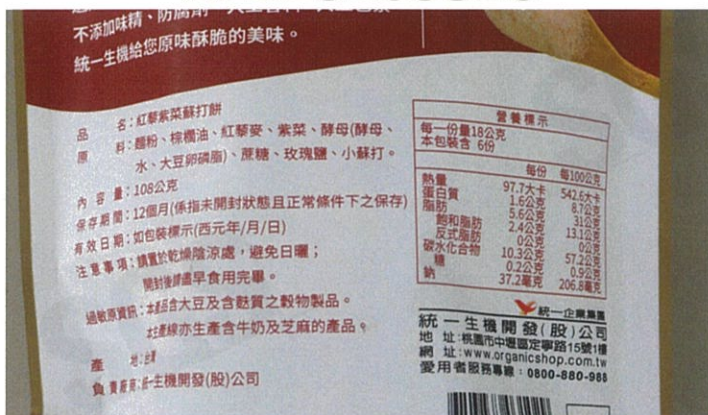 不添加味精、防腐劑、人工香料、
統一生機給您原味酥脆的美味。
品 名:紅藜紫菜蘇打餅
原 料:麵粉、棕櫚油、紅藜麥、紫菜、酵母(酵母、
水、大豆卵磷脂)、蔗糖、玫瑰鹽、小蘇打。
內 容 量:108公克
保存期間:12個月(係指未開封狀態且正常條件下之保存)
有效日期:如包裝標示(西元年/月/日)
注意事項:請置於乾燥陰涼處,避免日曬;
開封後請盡早食用完畢。
過敏原資訊:本產品含大豆及含麩質之穀物製品。
本生產線亦生產含牛奶及芝麻的產品。
產 地:台灣
負責廠商:統一生機開發(股)公司
營養標示
每一份量18公克
本包裝含 6份
每份 每100公克
熱量 97.7大卡 542.6大卡
蛋白質 1.6公克 8.7公克
脂肪 5.6公克 31公克
飽和脂肪 2.4公克 13.1公克
反式脂肪 0公克 0公克
碳水化合物 10.3公克 57.2公克
糖 0.2公克 0.9公克
鈉 37.2毫克 206.8毫克
統一企業集團
統一生機開發(股)公司
地 址:桃園市中壢區定寧路15號1樓
網 址:www.organicshop.com.tw
愛用者服務專線:0800-880-988